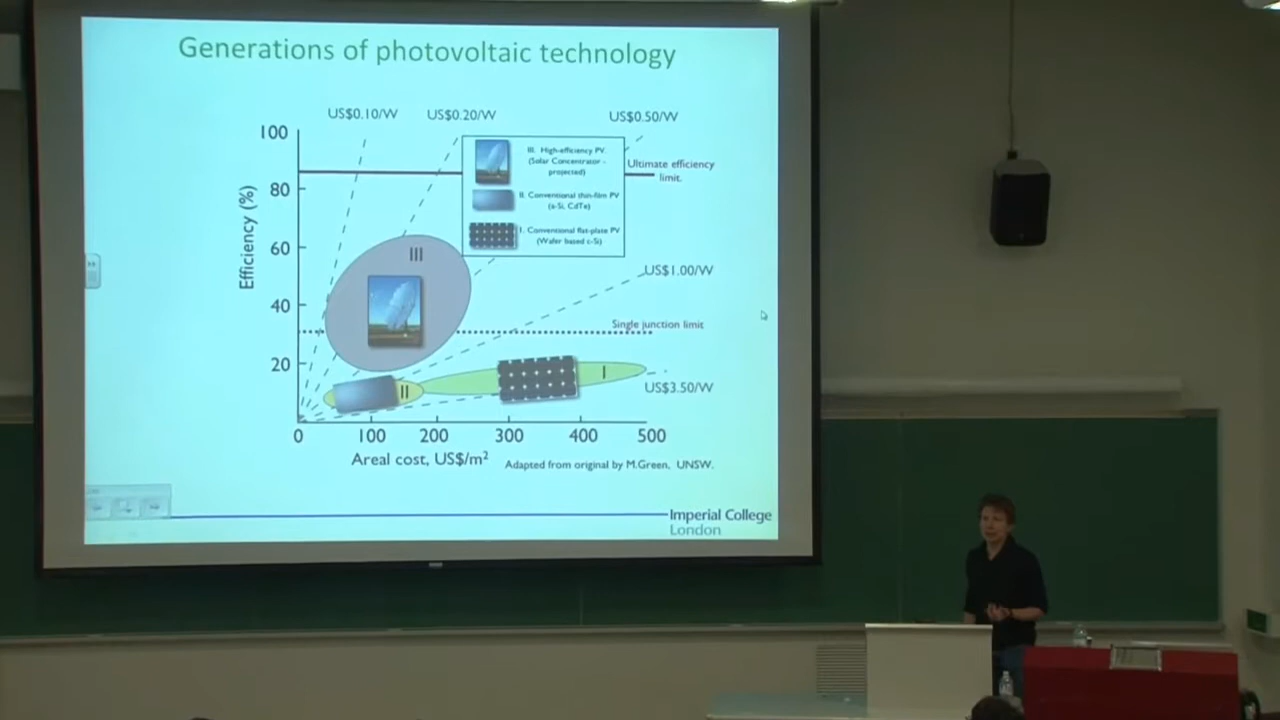 Generations of photovoltaic technology
US$0.10/W
US$0.20/W
US$0.50/W
100
80
60
40
20
Efficiency (%)
III. High-efficiency PV
(Solar Concentrator -
projected)
II. Conventional thin-film PV
(a-Si, CdTe)
I. Conventional flat-plate PV
(Wafer based c-Si)
Ultimate efficiency
limit.
III
US$1.00/W
Single junction limit
I
II
US$3.50/W
0
100
200
300
400
500
Areal cost, US$/m²
Adapted from original by M.Green, UNSW.
Imperial College
London